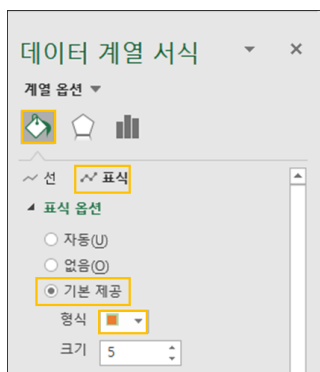 데이터 계열 서식
계열 옵션
선 표식
표식 옵션
자동(U)
없음(O)
기본 제공
형식
크기 5